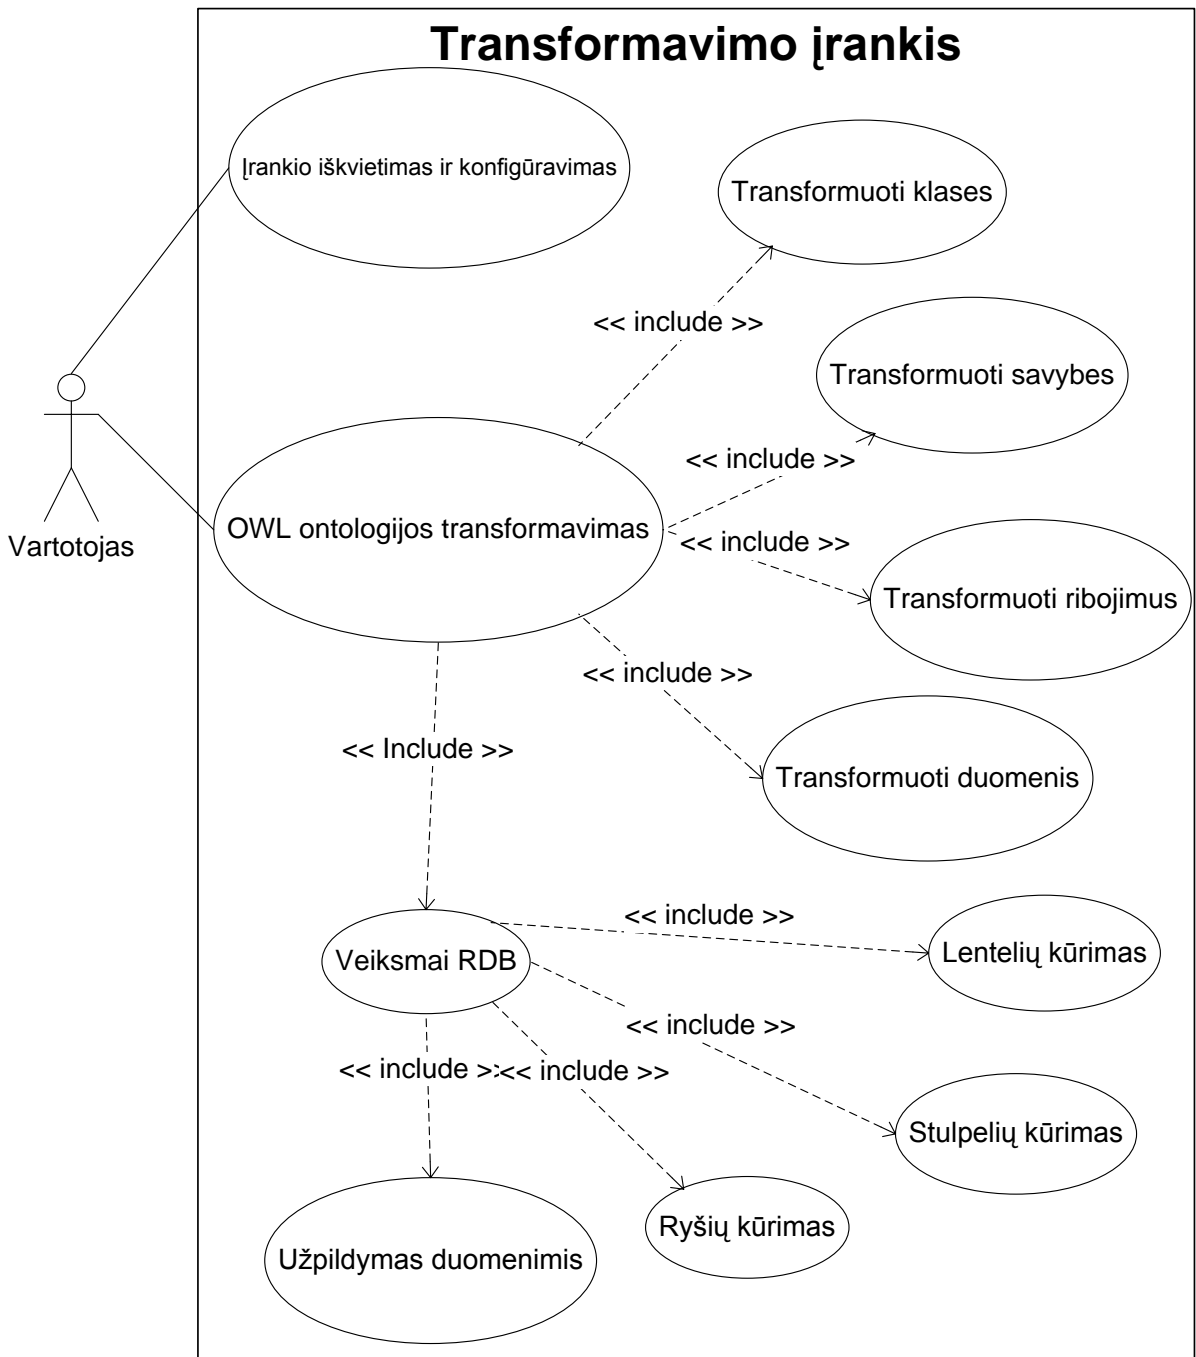 Transformavimo įrankis
Įrankio iškvietimas ir konfigūravimas
Transformuoti klases
<< include >>
Transformuoti savybes
<< include >>
OWL ontologijos transformavimas
<< include >>
Vartotojas
Transformuoti ribojimus
<< include >>
<< Include >>
Transformuoti duomenis
<< include >>
Veiksmai RDB
Lentelių kūrimas
<< include >>
<< include >>
<< include >>
Stulpelių kūrimas
Ryšių kūrimas
Užpildymas duomenimis